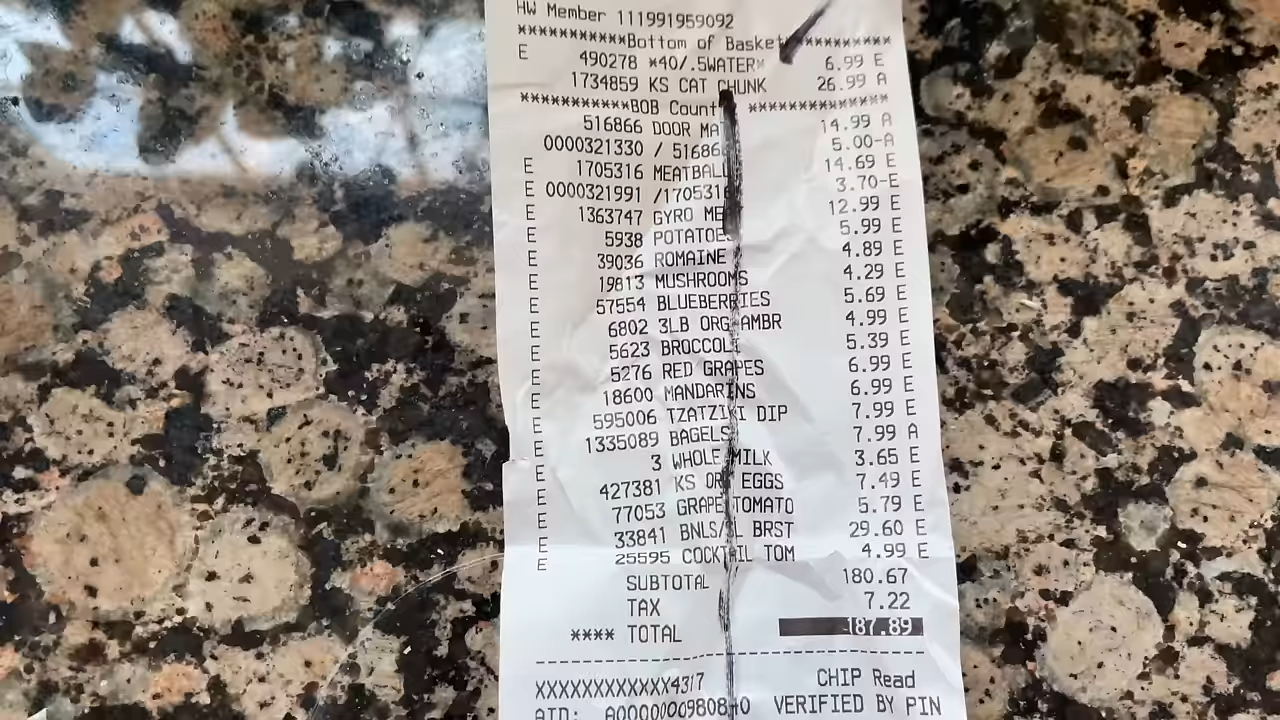 HW Member 111991959092
***********Bottom of Basket***********
E 490278 *40/.5WATER* 6.99 E
1734859 KS CAT CHUNK 26.99 A
***********BOB Count **************
516866 DOOR MA 14.99 A
0000321330 / 51686 5.00-A
E 1705316 MEATBALL 14.69 E
E 0000321991 /1705316 3.70-E
E 1363747 GYRO ME 12.99 E
E 5938 POTATOES 5.99 E
E 39036 ROMAINE 4.89 E
E 19813 MUSHROOMS 4.29 E
E 57554 BLUEBERRIES 5.69 E
E 6802 3LB ORG AMBR 4.99 E
E 5623 BROCCOLI 5.39 E
E 5276 RED GRAPES 6.99 E
E 18600 MANDARINS 6.99 E
E 595006 TZATZIKI DIP 7.99 E
E 1335089 BAGELS 7.99 A
E 3 WHOLE MILK 3.65 E
E 427381 KS OR EGGS 7.49 E
E 77053 GRAPE TOMATO 5.79 E
E 33841 BNLS/ BRST 29.60 E
E 25595 COCKTAIL TOM 4.99 E
SUBTOTAL 180.67
TAX 7.22
**** TOTAL 187.89
XXXXXXXXXXXX4317 CHIP Read
AID: VERIFIED BY PIN